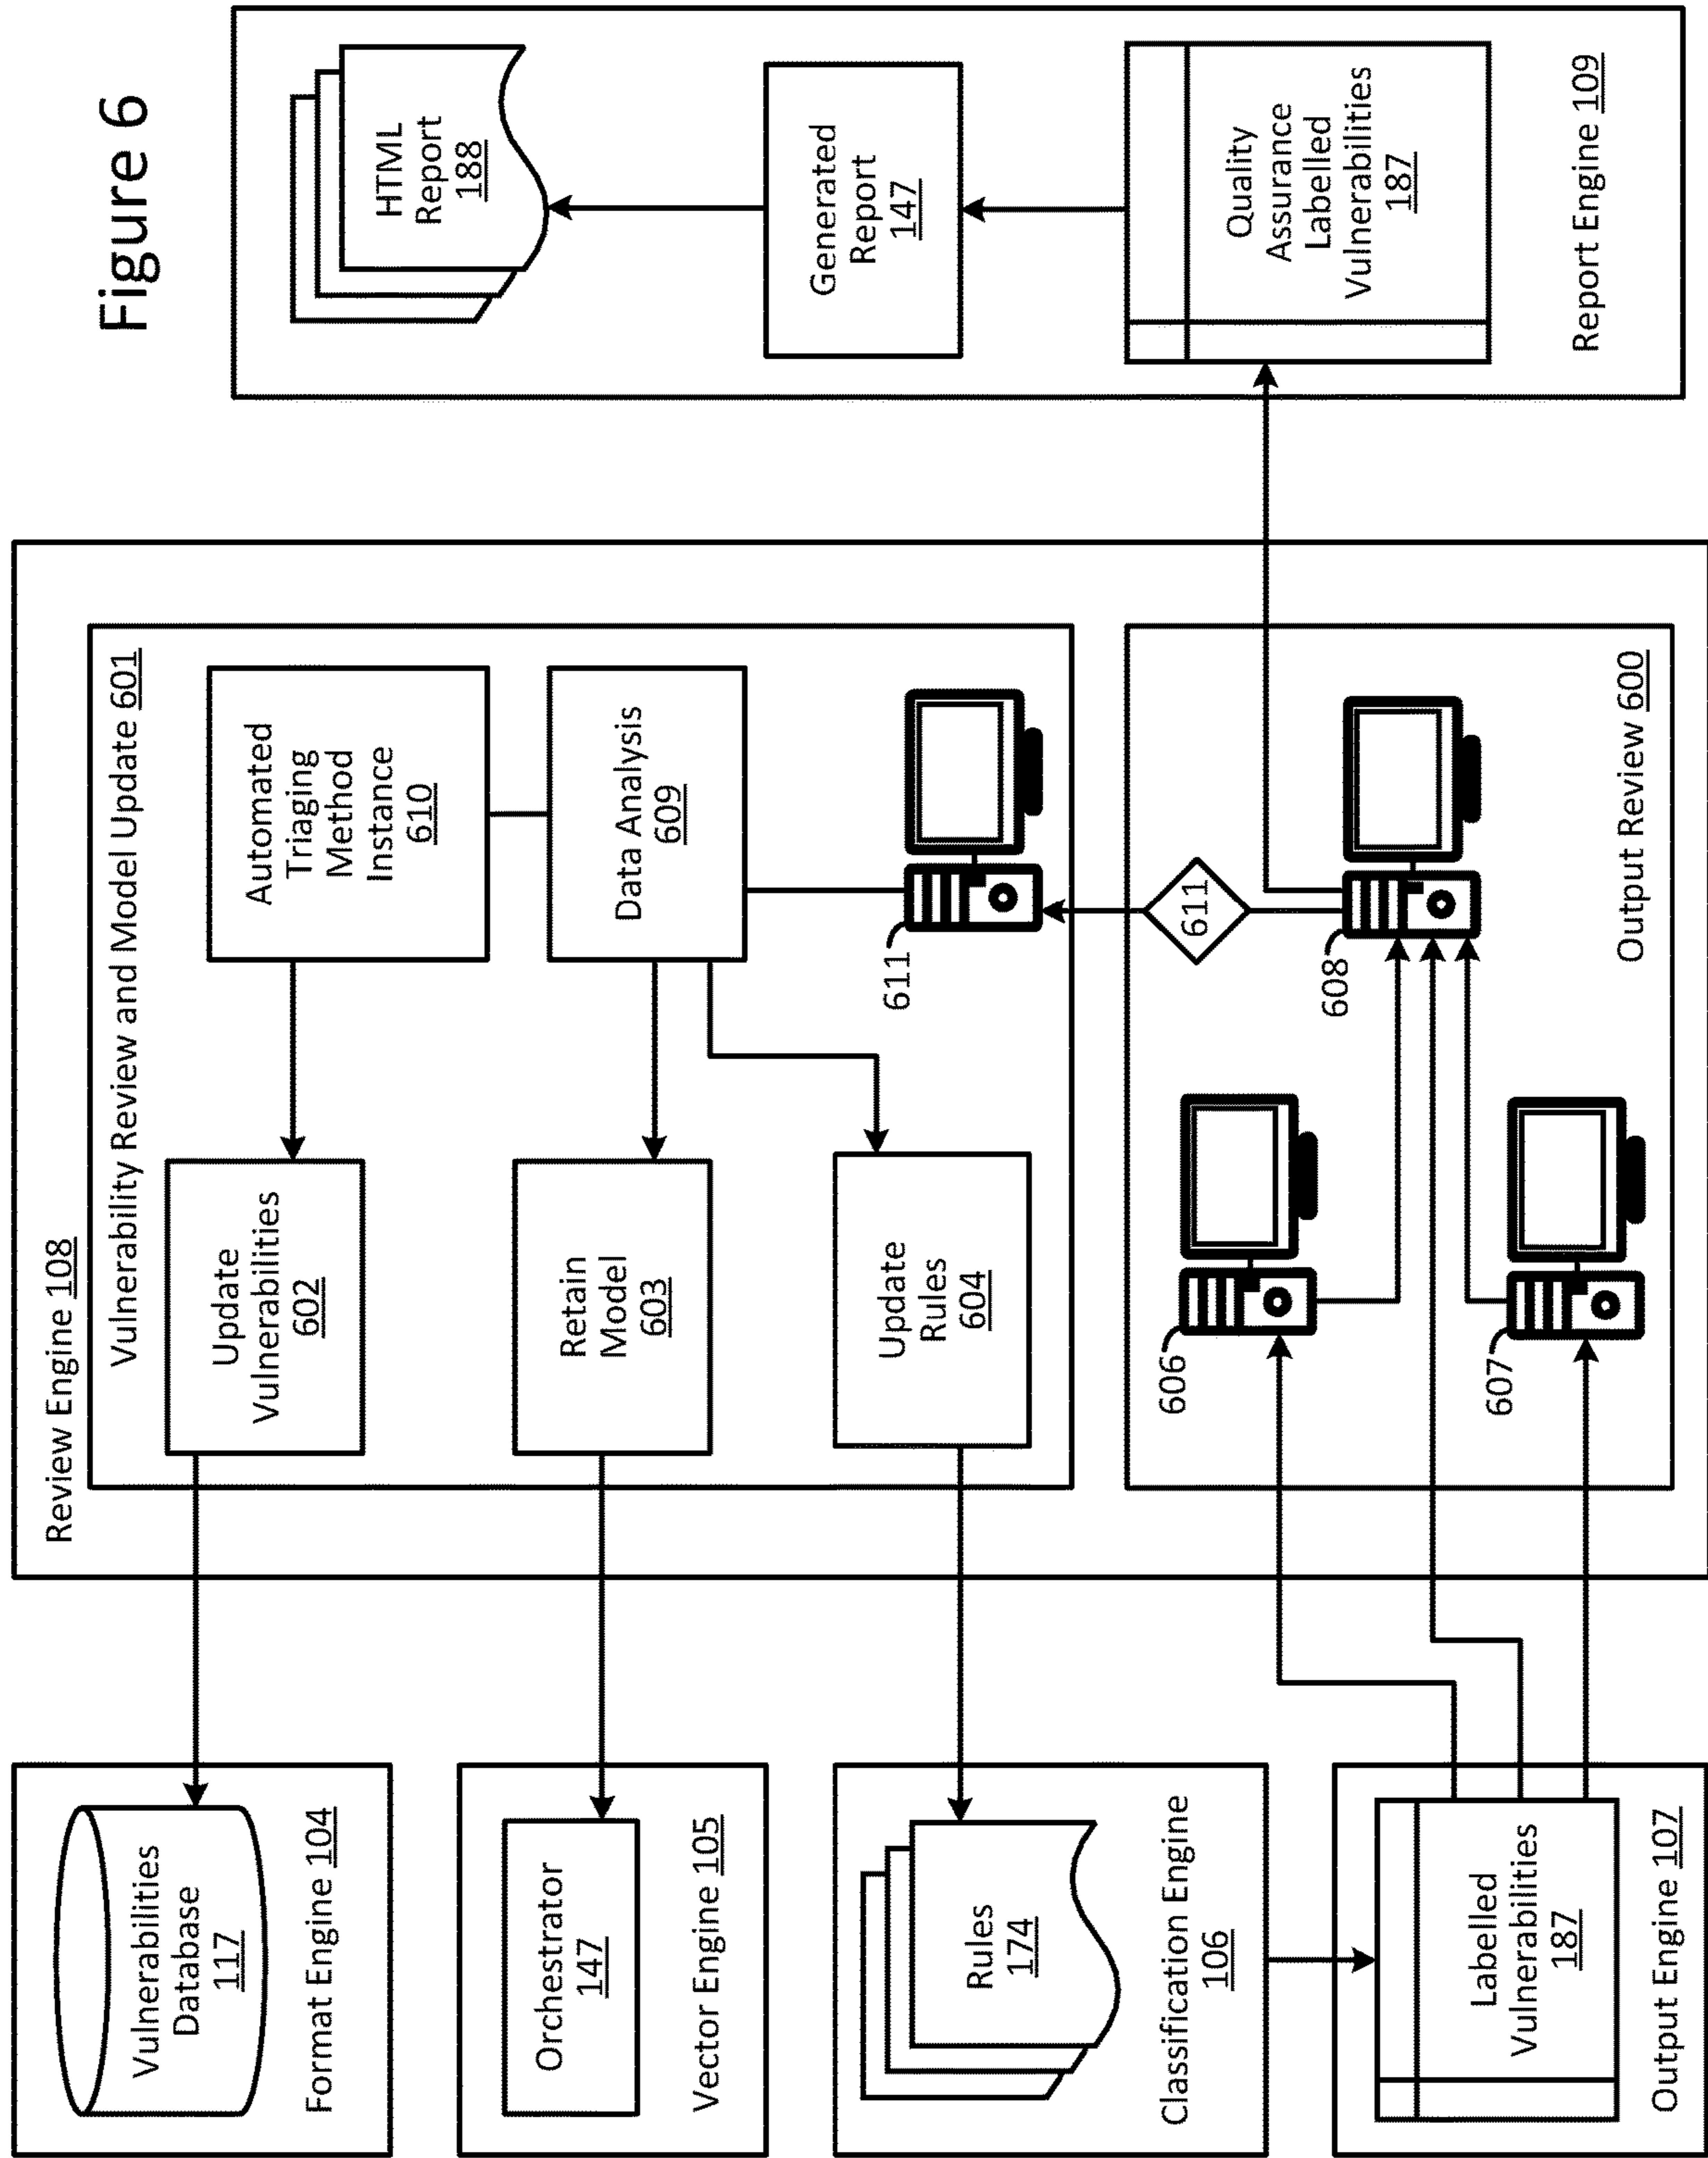 Figure 6
Vulnerabilities
Database
117
Format Engine 104
Orchestrator
147
Vector Engine 105
Rules
174
Classification Engine
106
Labelled
Vulnerabilities
187
Output Engine 107
Review Engine 108
Vulnerability Review and Model Update 601
Update
Vulnerabilities
602
Automated
Triaging
Method
Instance
610
Retain
Model
603
Data Analysis
609
Update
Rules
604
611
611
606
607
608
Output Review 600
HTML
Report
188
Generated
Report
147
Quality
Assurance
Labelled
Vulnerabilities
187
Report Engine 109